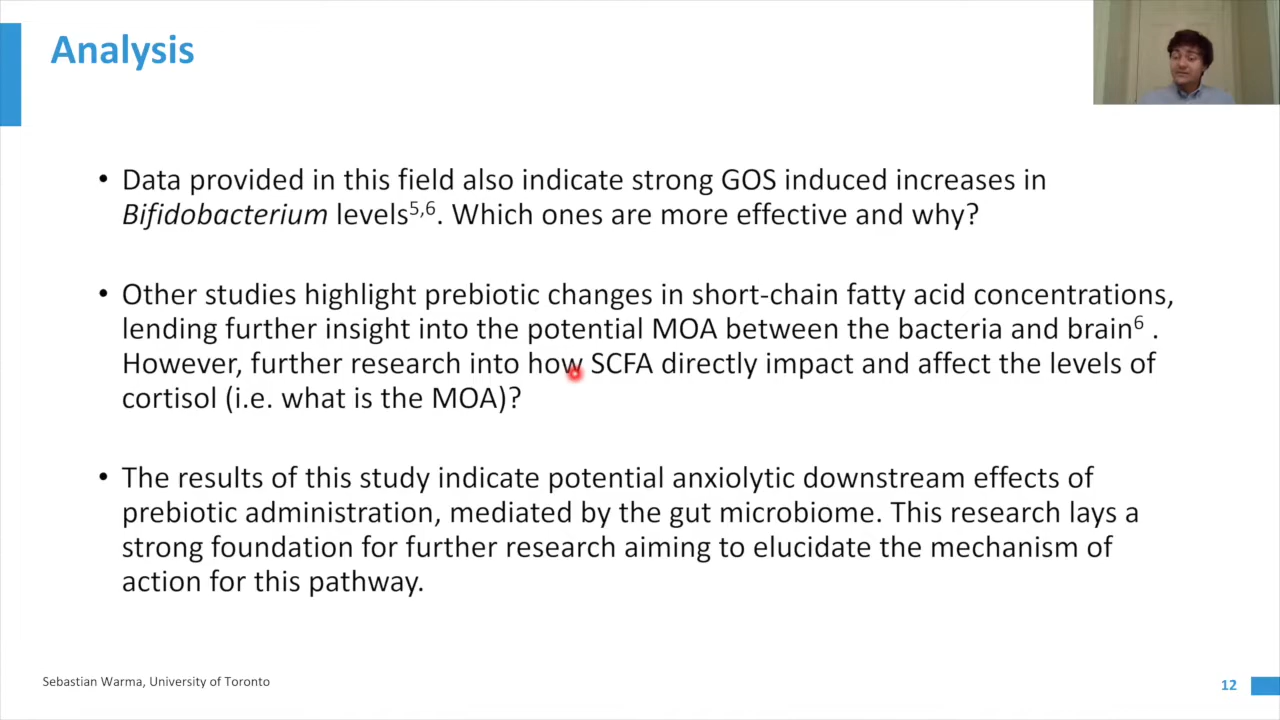 Analysis
• Data provided in this field also indicate strong GOS induced increases in
Bifidobacterium levels5,6. Which ones are more effective and why?
• Other studies highlight prebiotic changes in short-chain fatty acid concentrations,
lending further insight into the potential MOA between the bacteria and brain6 .
However, further research into how SCFA directly impact and affect the levels of
cortisol (i.e. what is the MOA)?
• The results of this study indicate potential anxiolytic downstream effects of
prebiotic administration, mediated by the gut microbiome. This research lays a
strong foundation for further research aiming to elucidate the mechanism of
action for this pathway.
Sebastian Warma, University of Toronto
12